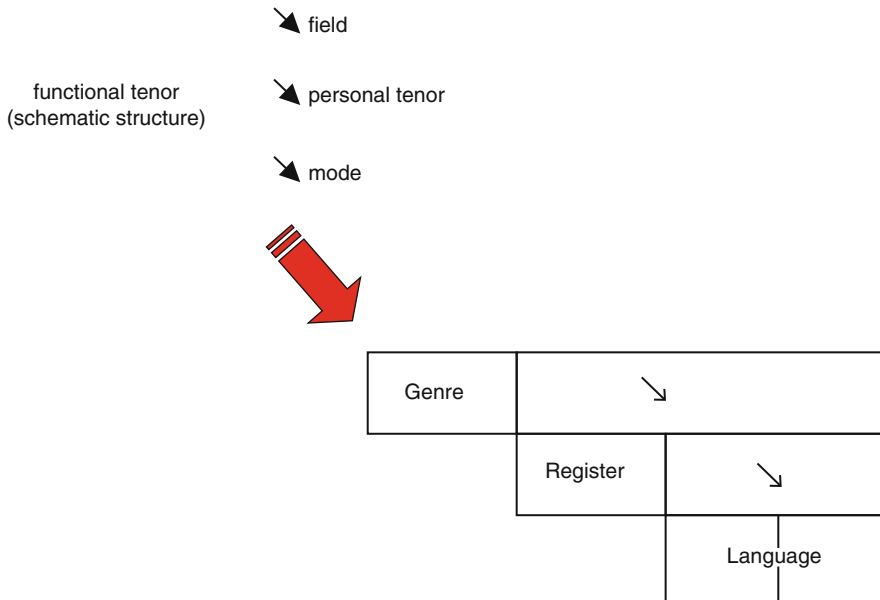 field
functional tenor
(schematic structure)
personal tenor
mode
Genre
Register
Language